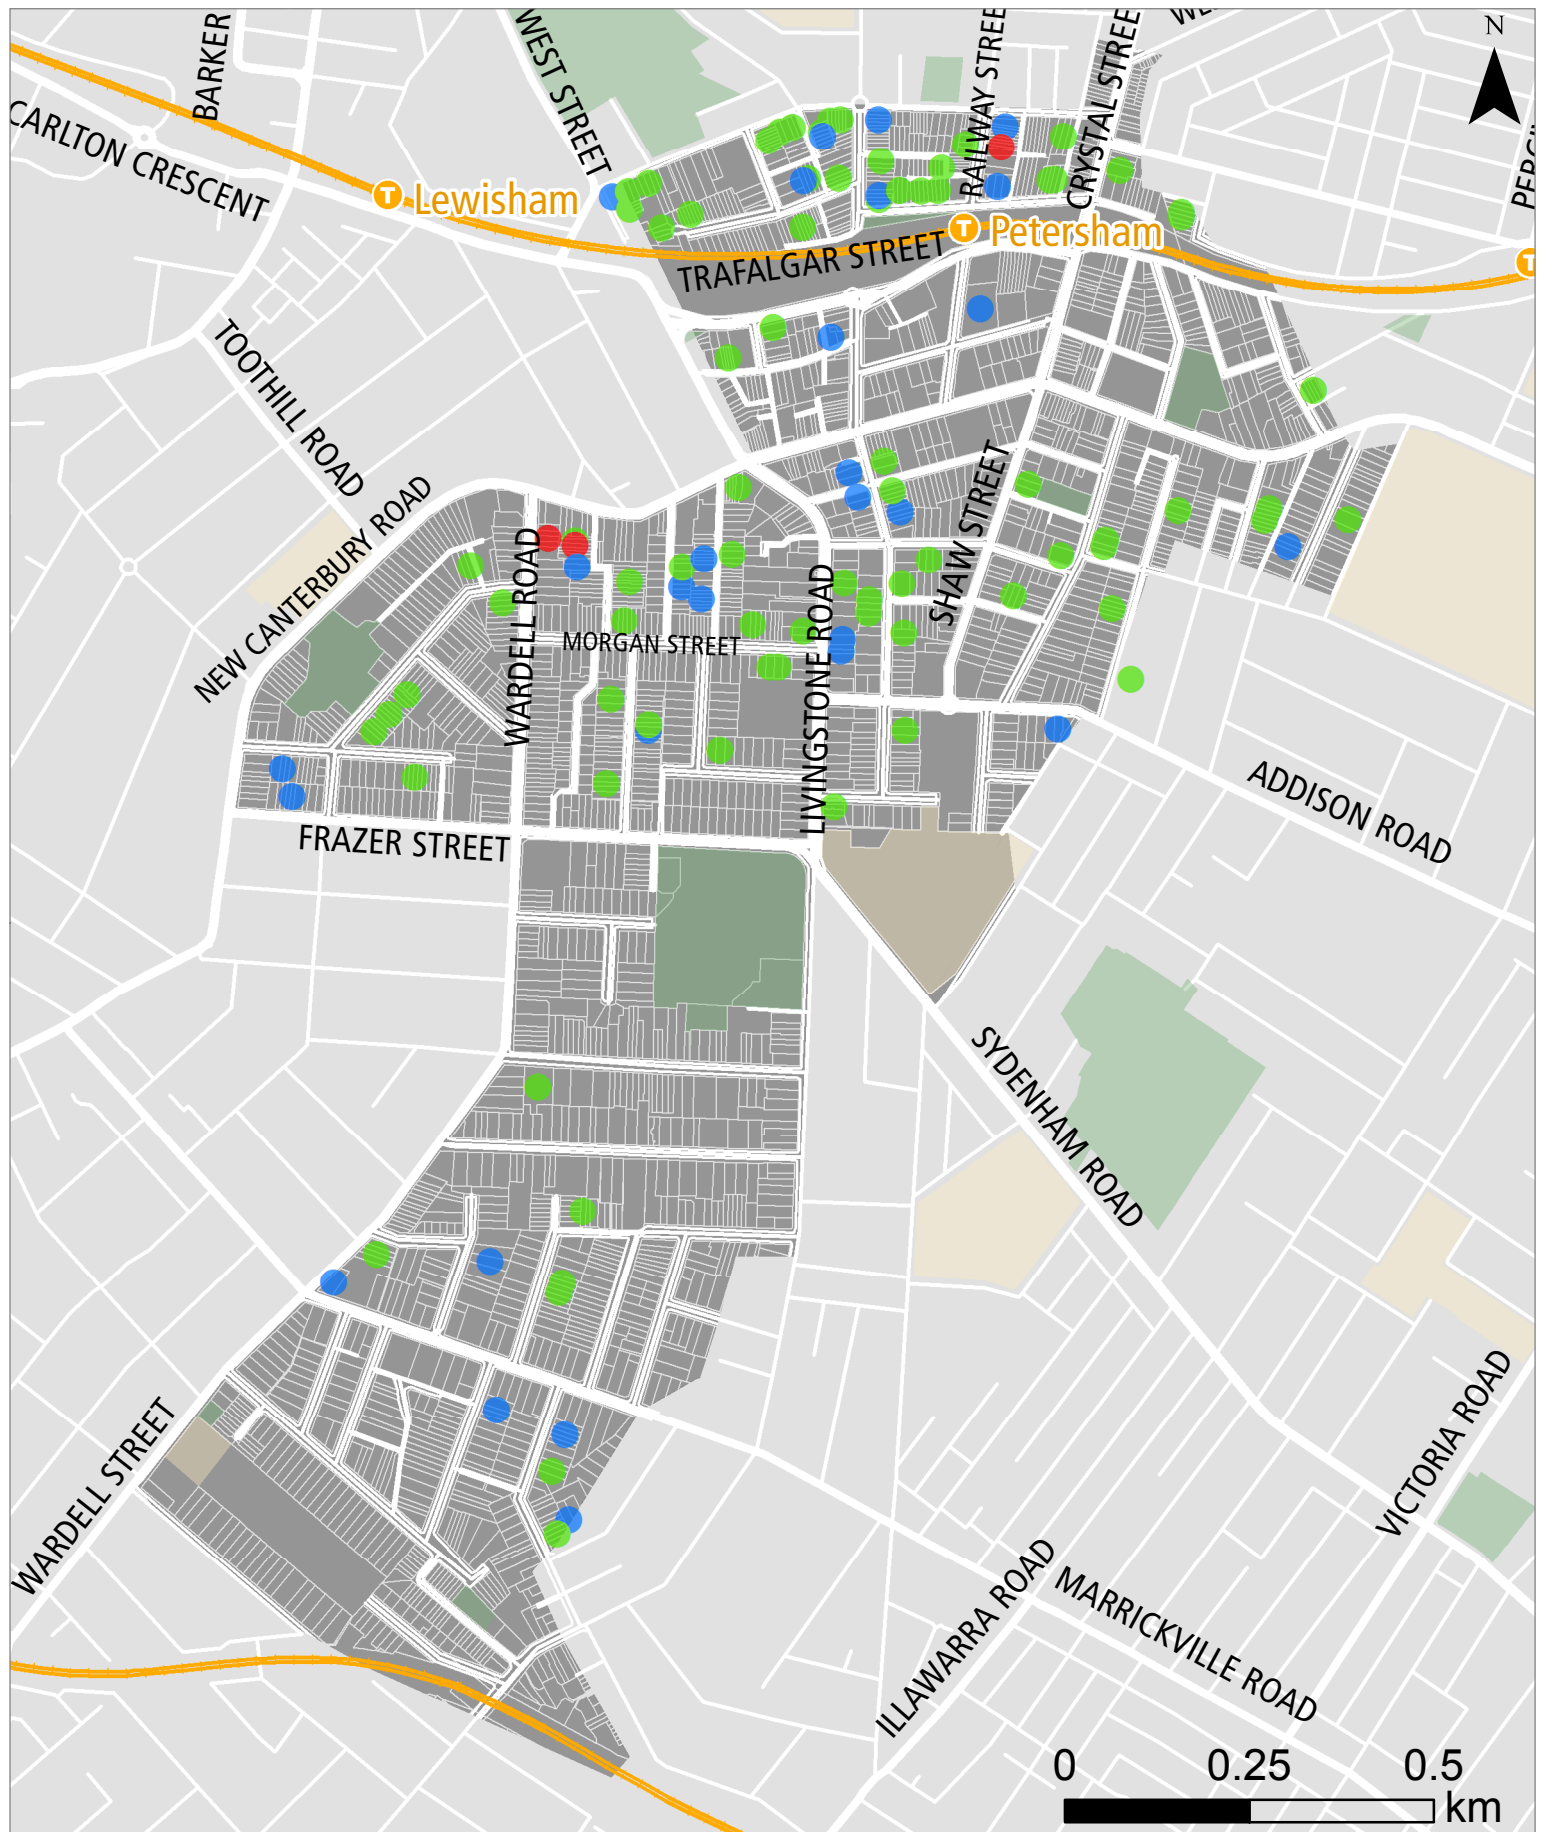 BARKER
WEST STREET
RAILWAY STREE
CRYSTAL STREE
N
CARLTON CRESCENT
T Lewisham
T Petersham
T
TRAFALGAR STREET
TOOTHILL ROAD
NEW CANTERBURY ROAD
WARDELL ROAD
MORGAN STREET
LIVINGSTONE ROAD
SHAW STREET
FRAZER STREET
ADDISON ROAD
SYDENHAM ROAD
WARDELL STREET
VICTORIA ROAD
ILLAWARRA ROAD
MARRICKVILLE ROAD
0 0.25 0.5
km